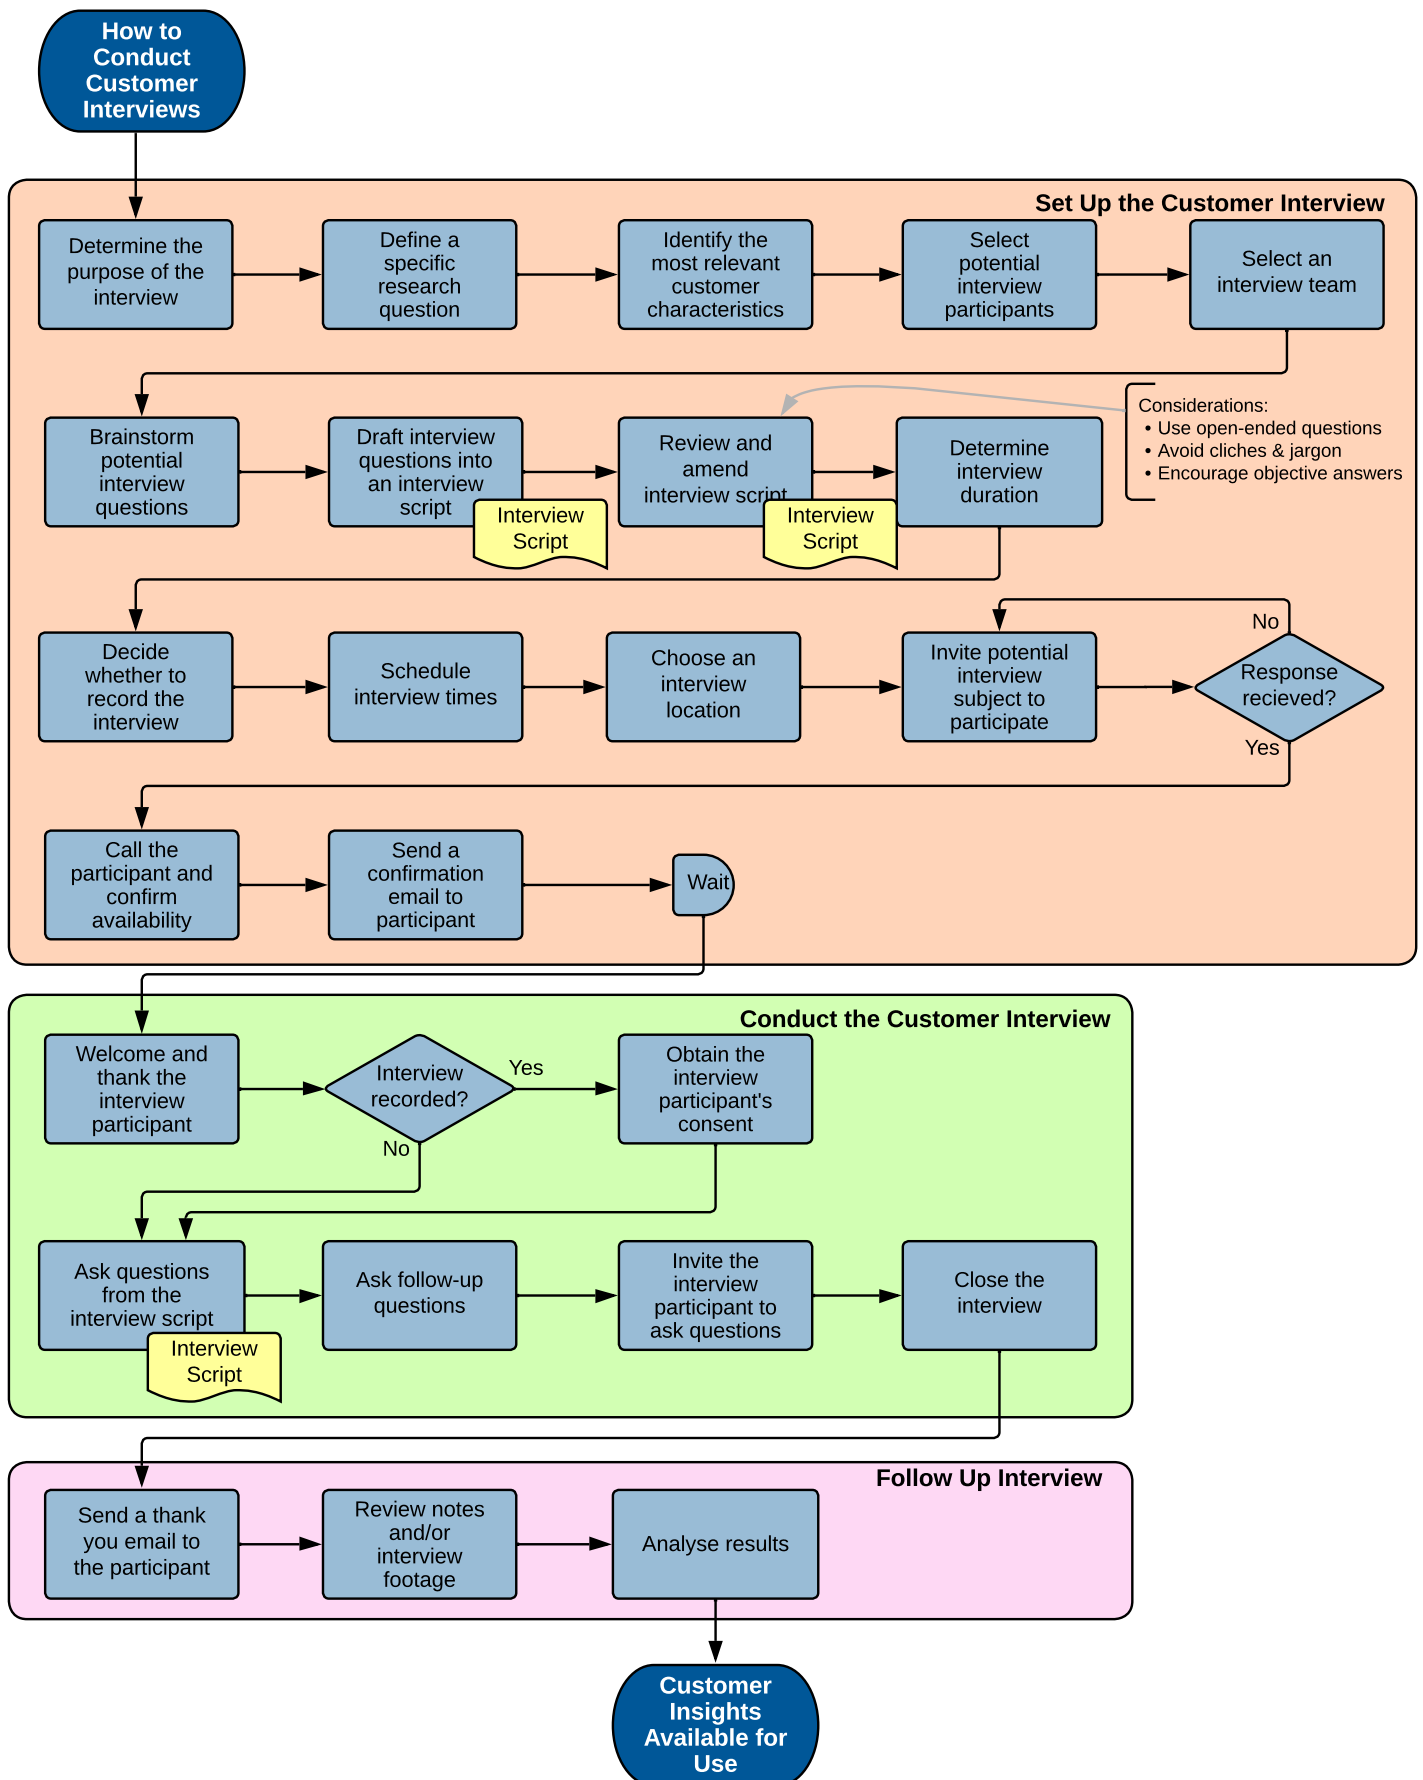 How to
Conduct
Customer
Interviews
Set Up the Customer Interview
Determine the
purpose of the
interview
Define a
specific
research
question
Identify the
most relevant
customer
characteristics
Select
potential
interview
participants
Select an
interview team
Brainstorm
potential
interview
questions
Draft interview
questions into
an interview
script
Interview
Script
Review and
amend
interview script
Interview
Script
Determine
interview
duration
Considerations:
• Use open-ended questions
• Avoid cliches & jargon
• Encourage objective answers
Decide
whether to
record the
interview
Schedule
interview times
Choose an
interview
location
Invite potential
interview
subject to
participate
No
Response
recieved?
Yes
Call the
participant and
confirm
availability
Send a
confirmation
email to
participant
Wait
Conduct the Customer Interview
Welcome and
thank the
interview
participant
Interview
recorded?
Yes
No
Obtain the
interview
participant's
consent
Ask questions
from the
interview script
Interview
Script
Ask follow-up
questions
Invite the
interview
participant to
ask questions
Close the
interview
Follow Up Interview
Send a thank
you email to
the participant
Review notes
and/or
interview
footage
Analyse results
Customer
Insights
Available for
Use